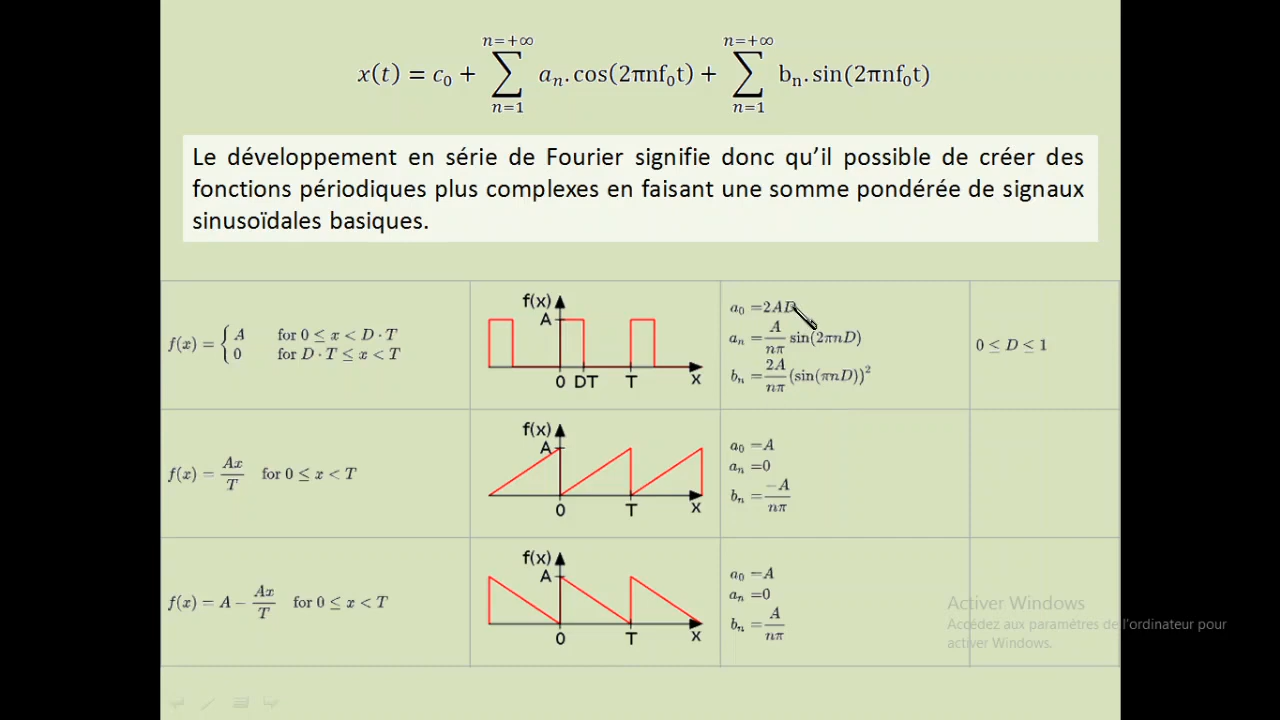 x(t) = c₀ + ∑_{n=1}^{n=+∞} aₙ.cos(2πnf₀t) + ∑_{n=1}^{n=+∞} bₙ.sin(2πnf₀t)
Le développement en série de Fourier signifie donc qu'il possible de créer des
fonctions périodiques plus complexes en faisant une somme pondérée de signaux
sinusoïdales basiques.
f(x) = { A for 0 ≤ x < D · T
0 for D · T ≤ x < T
f(x)
A
0 DT T x
a₀ =2AD
aₙ = A/nπ sin(2πnD)
bₙ = 2A/nπ (sin(πnD))²
0 ≤ D ≤ 1
f(x) = Ax/T for 0 ≤ x < T
f(x)
A
0 T x
a₀ =A
aₙ =0
bₙ = −A/nπ
f(x) = A − Ax/T for 0 ≤ x < T
f(x)
A
0 T x
a₀ =A
aₙ =0
bₙ = A/nπ
Activer Windows
Accédez aux paramètres de l'ordinateur pour
activer Windows.